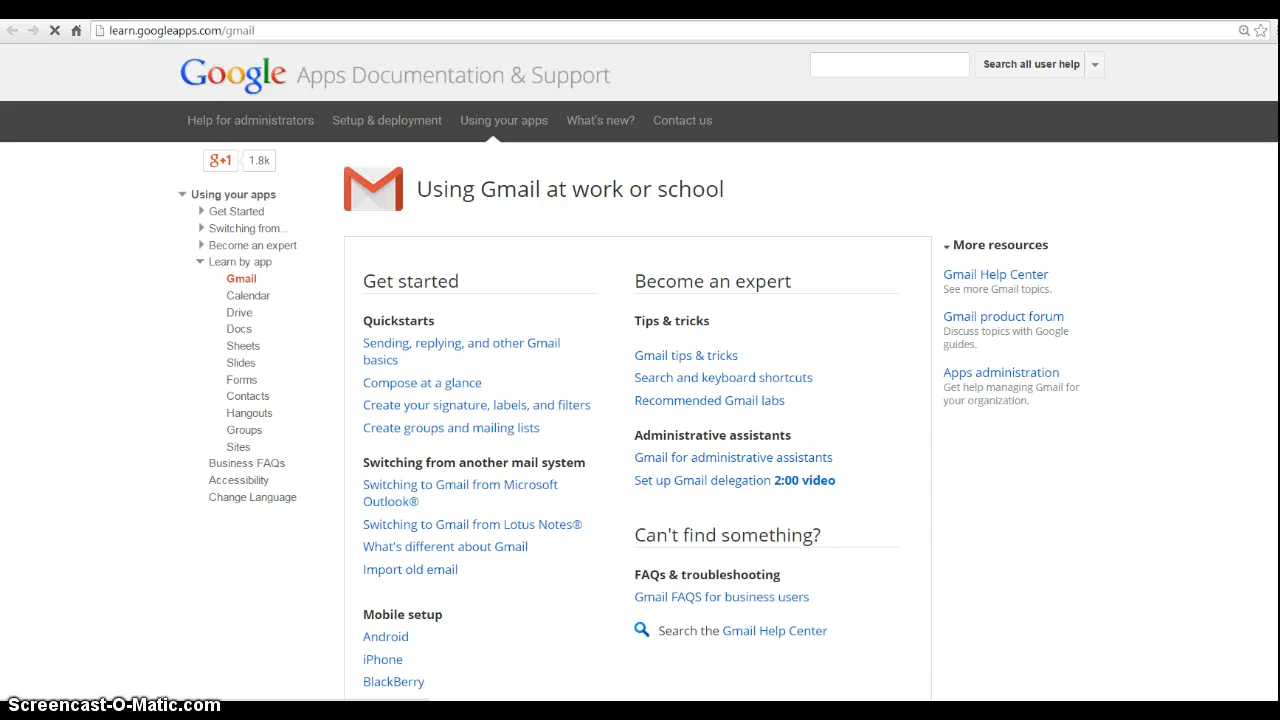 learn.googleapps.com/gmail
Google Apps Documentation & Support
Search all user help
Help for administrators Setup & deployment Using your apps What's new? Contact us
g+1 1.8k
Using your apps
Get Started
Switching from...
Become an expert
Learn by app
Gmail
Calendar
Drive
Docs
Sheets
Slides
Forms
Contacts
Hangouts
Groups
Sites
Business FAQs
Accessibility
Change Language
Using Gmail at work or school
Get started
Quickstarts
Sending, replying, and other Gmail
basics
Compose at a glance
Create your signature, labels, and filters
Create groups and mailing lists
Switching from another mail system
Switching to Gmail from Microsoft
Outlook®
Switching to Gmail from Lotus Notes®
What's different about Gmail
Import old email
Mobile setup
Android
iPhone
BlackBerry
Become an expert
Tips & tricks
Gmail tips & tricks
Search and keyboard shortcuts
Recommended Gmail labs
Administrative assistants
Gmail for administrative assistants
Set up Gmail delegation 2:00 video
Can't find something?
FAQs & troubleshooting
Gmail FAQS for business users
Search the Gmail Help Center
More resources
Gmail Help Center
See more Gmail topics.
Gmail product forum
Discuss topics with Google
guides.
Apps administration
Get help managing Gmail for
your organization.
Screencast-O-Matic.com